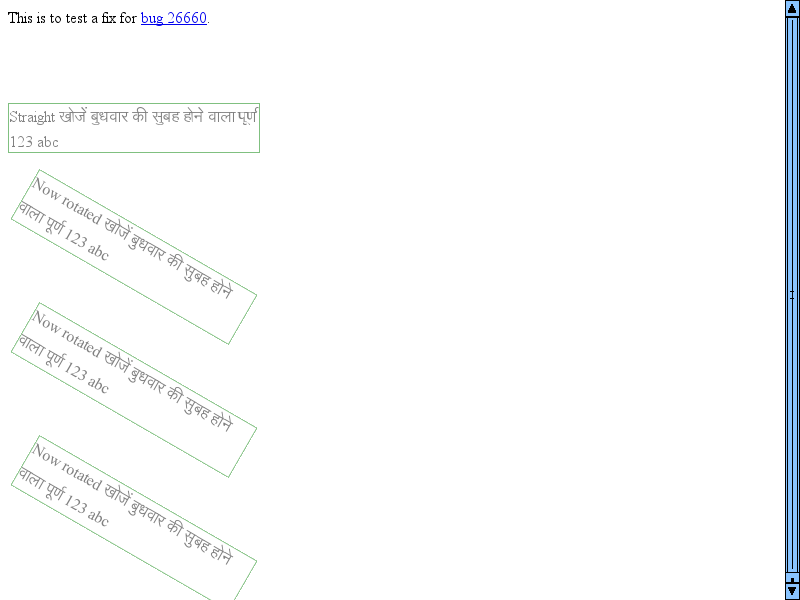 This is to test a fix for bug 26660.
Straight खोजें बुधवार की सुबह होने वाला पूर्ण
123 abc
Now rotated खोजें बुधवार की सुबह होने
वाला पूर्ण 123 abc
Now rotated खोजें बुधवार की सुबह होने
वाला पूर्ण 123 abc
Now rotated खोजें बुधवार की सुबह होने
वाला पूर्ण 123 abc